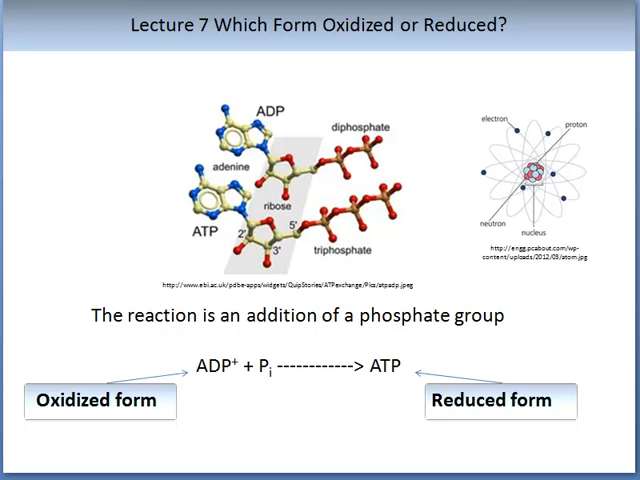 Lecture 7 Which Form Oxidized or Reduced?
ADP
diphosphate
adenine
ribose
ATP
2'
3'
5'
triphosphate
electron
proton
neutron
nucleus
http://engg.pcabout.com/wp-
content/uploads/2012/03/atom.jpg
http://www.ebi.ac.uk/pdbe-apps/widgets/QuipStories/ATPexchange/Pics/atpadp.jpeg
The reaction is an addition of a phosphate group
ADP⁺ + Pᵢ ------------> ATP
Oxidized form
Reduced form